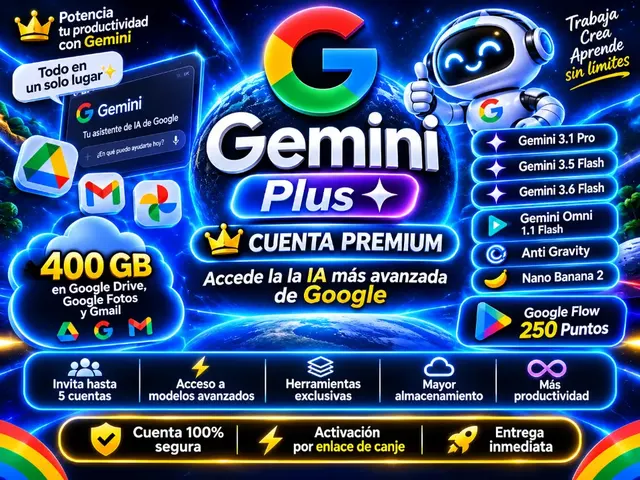 Potencia
tu productividad
con Gemini
Todo en
un solo lugar
Gemini
Tu asistente de IA de Google
¿En qué puedo ayudarte hoy?
G
Gemini
Plus
CUENTA PREMIUM
Accede la la IA más avanzada
de Google
Trabaja
Crea
Aprende
sin límites
Gemini 3.1 Pro
Gemini 3.5 Flash
Gemini 3.6 Flash
Gemini Omni
1.1 Flash
Anti Gravity
Nano Banana 2
Google Flow
250 Puntos
400 GB
en Google Drive,
Google Fotos
y Gmail
Invita hasta
5 cuentas
Acceso a
modelos avanzados
Herramientas
exclusivas
Mayor
almacenamiento
Más
productividad
Cuenta 100%
segura
Activación
por enlace de canje
Entrega
inmediata